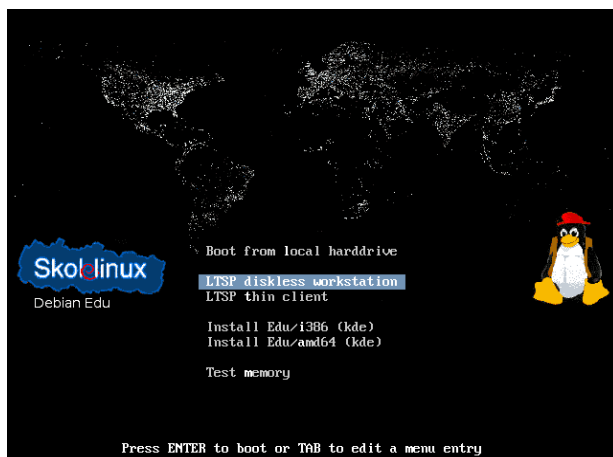 Boot from local harddrive
Skolelinux
Debian Edu
LTSP diskless workstation
LTSP thin client
Install Edu/i386 (kde)
Install Edu/amd64 (kde)
Test memory
Press ENTER to boot or TAB to edit a menu entry